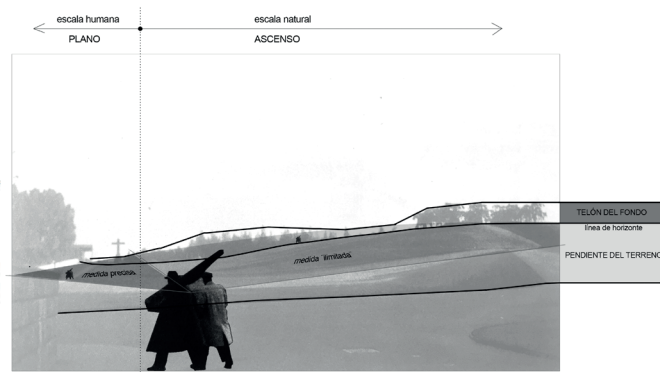 escala humana
escala natural
PLANO
ASCENSO
TELÓN DEL FONDO
línea de horizonte
PENDIENTE DEL TERRENO
medida precisa
medida ilimitada